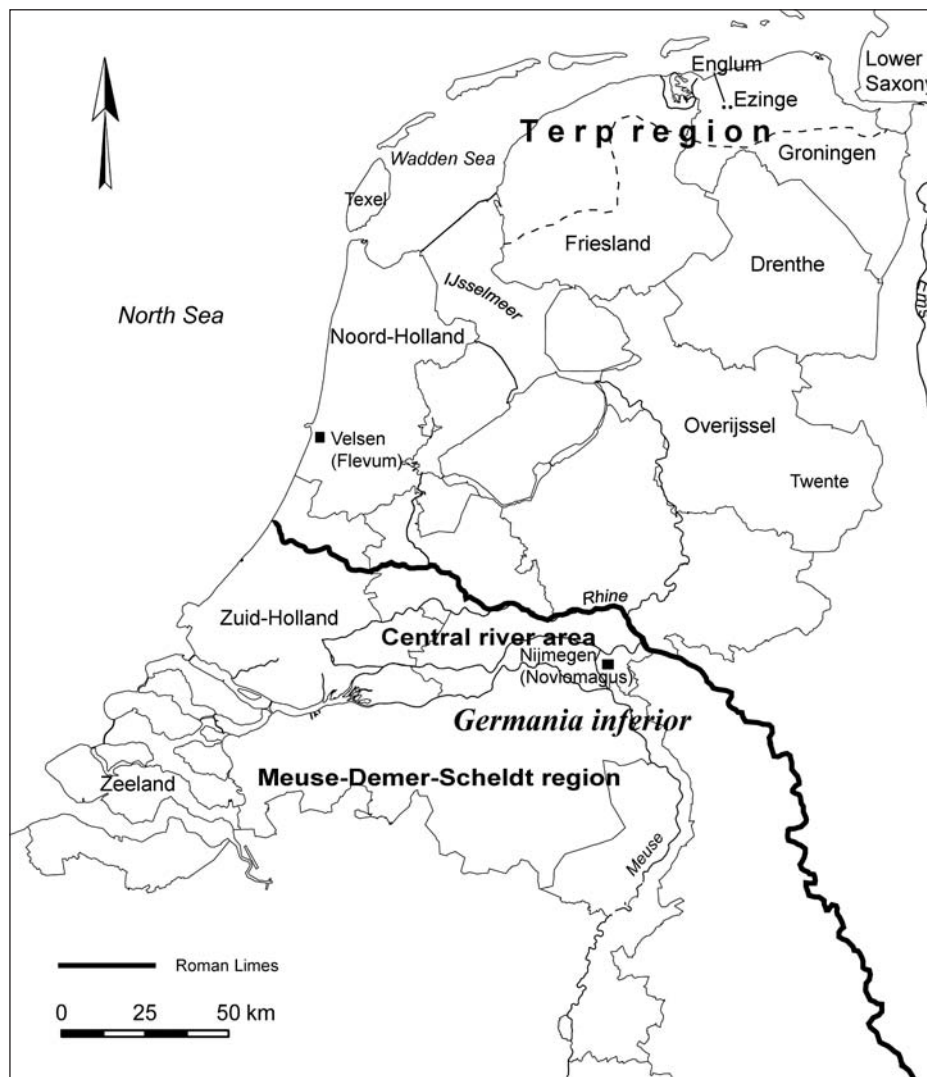 Lower
Saxony
Englum
Ezinge
Terp region
Wadden Sea
Groningen
Texel
Friesland
Drenthe
IJsselmeer
Ems
North Sea
Noord-Holland
Overijssel
Velsen
(Flevum)
Twente
Rhine
Zuid-Holland
Central river area
Nijmegen
(Noviomagus)
Germania inferior
Meuse-Demer-Scheldt region
Zeeland
Meuse
Roman Limes
0 25 50 km